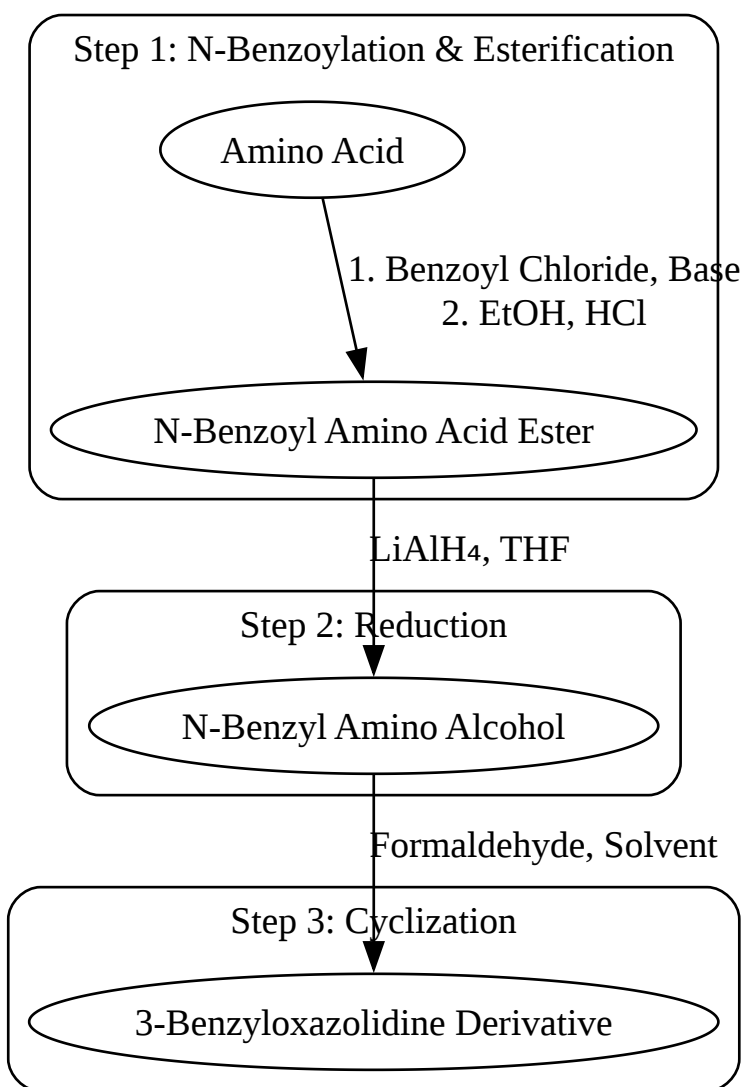 Step 1: N-Benzoylation & Esterification
Amino Acid
1. Benzoyl Chloride, Base
2. EtOH, HCl
N-Benzoyl Amino Acid Ester
LiAlH₄, THF
Step 2: Reduction
N-Benzyl Amino Alcohol
Formaldehyde, Solvent
Step 3: Cyclization
3-Benzyloxazolidine Derivative